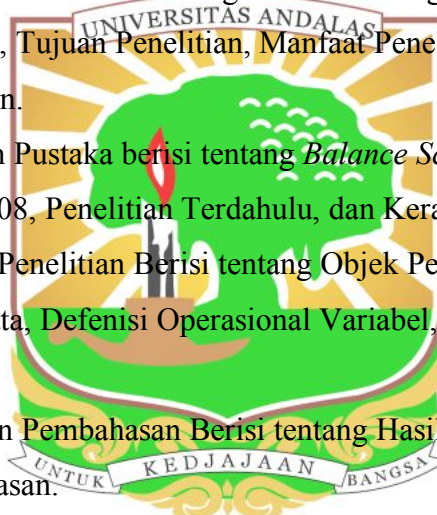 UNIVERSITAS ANDALAS
, Tujuan Penelitian, Manfaat Pene
n.
n Pustaka berisi tentang Balance Sc
08, Penelitian Terdahulu, dan Kera
Penelitian Berisi tentang Objek Pe
ta, Defenisi Operasional Variabel,
n Pembahasan Berisi tentang Hasil
UNTUK KEDJAJAAN BANGSA
asan.